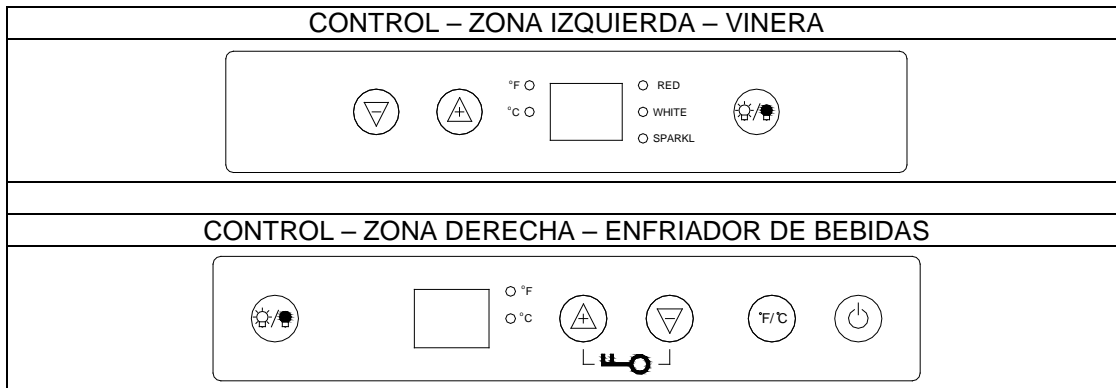 CONTROL – ZONA IZQUIERDA – VINERA
°F RED
°C WHITE
SPARKL
CONTROL – ZONA DERECHA – ENFRIADOR DE BEBIDAS
°F
°C
°F/°C